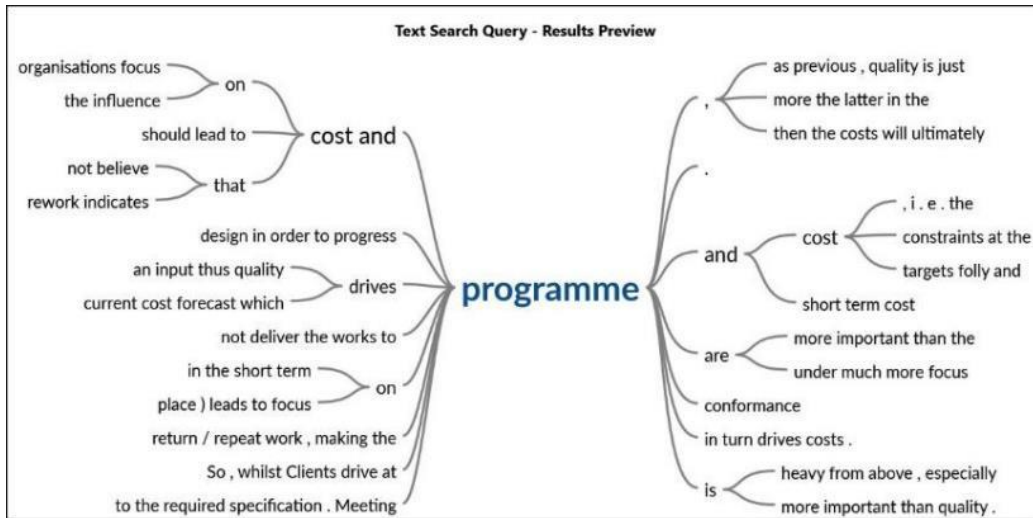 Text Search Query - Results Preview
organisations focus
the influence
on
should lead to
not believe
rework indicates
that
cost and
design in order to progress
an input thus quality
current cost forecast which
drives
not deliver the works to
in the short term
place ) leads to focus
on
return / repeat work , making the
So , whilst Clients drive at
to the required specification . Meeting
programme
,
as previous , quality is just
more the latter in the
then the costs will ultimately
.
and
cost
, i . e . the
constraints at the
targets folly and
short term cost
are
more important than the
under much more focus
conformance
in turn drives costs .
is
heavy from above , especially
more important than quality .